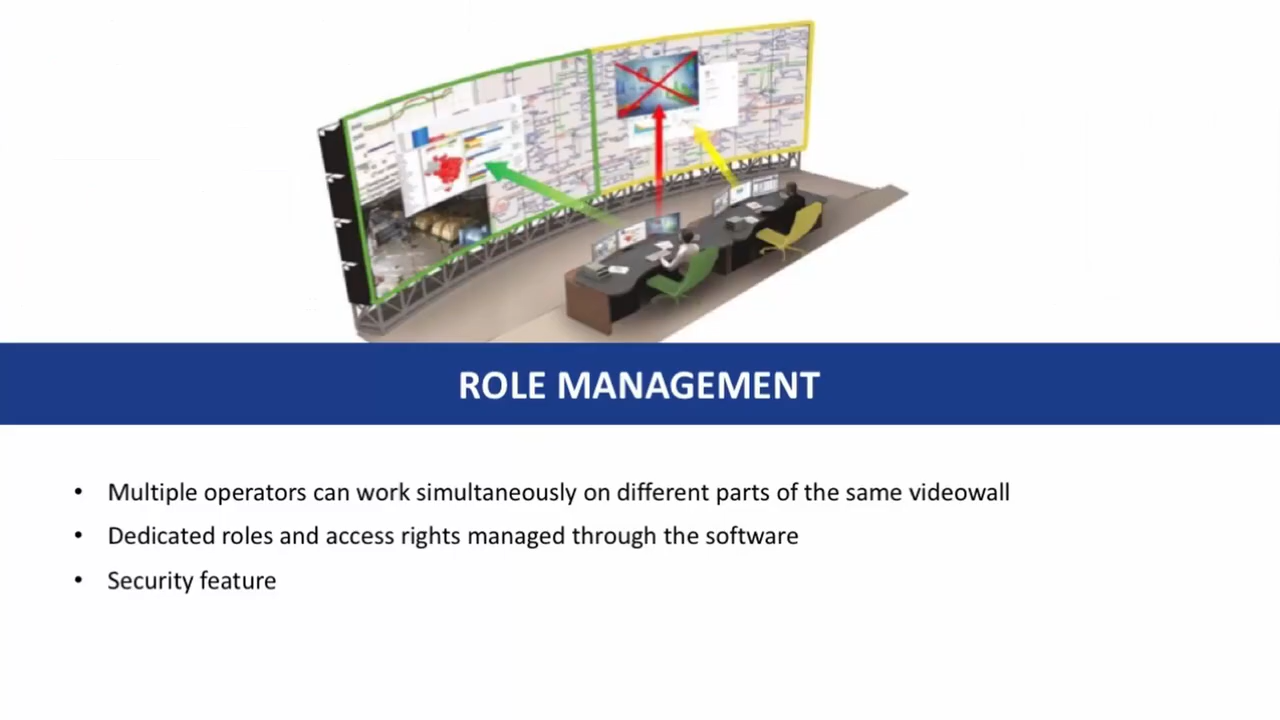 ROLE MANAGEMENT
• Multiple operators can work simultaneously on different parts of the same videowall
• Dedicated roles and access rights managed through the software
• Security feature